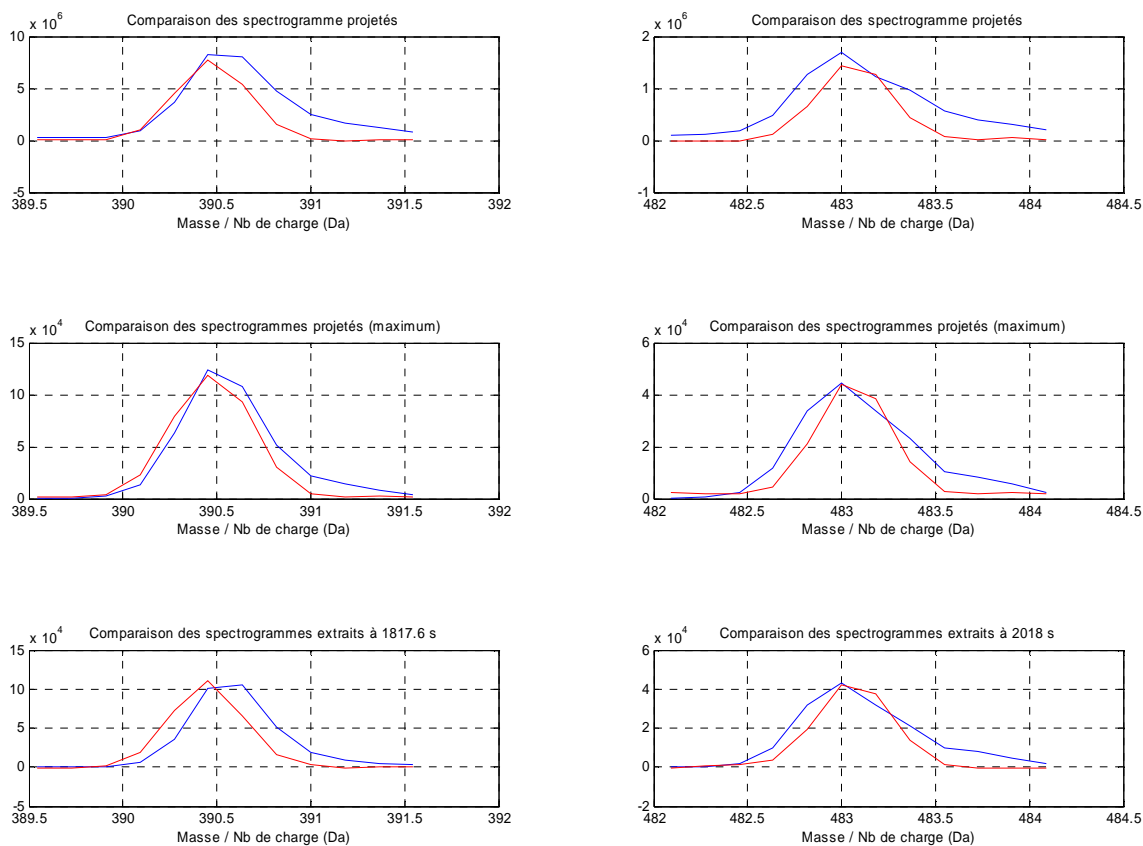 Comparaison des spectrogramme projetés
x 10^6
10
5
0
-5
389.5 390 390.5 391 391.5 392
Masse / Nb de charge (Da)
Comparaison des spectrogramme projetés
x 10^6
2
1
0
-1
482 482.5 483 483.5 484 484.5
Masse / Nb de charge (Da)
Comparaison des spectrogrammes projetés (maximum)
x 10^4
15
10
5
0
389.5 390 390.5 391 391.5 392
Masse / Nb de charge (Da)
Comparaison des spectrogrammes projetés (maximum)
x 10^4
6
4
2
0
482 482.5 483 483.5 484 484.5
Masse / Nb de charge (Da)
Comparaison des spectrogrammes extraits à 1817.6 s
x 10^4
15
10
5
0
-5
389.5 390 390.5 391 391.5 392
Masse / Nb de charge (Da)
Comparaison des spectrogrammes extraits à 2018 s
x 10^4
6
4
2
0
-2
482 482.5 483 483.5 484 484.5
Masse / Nb de charge (Da)